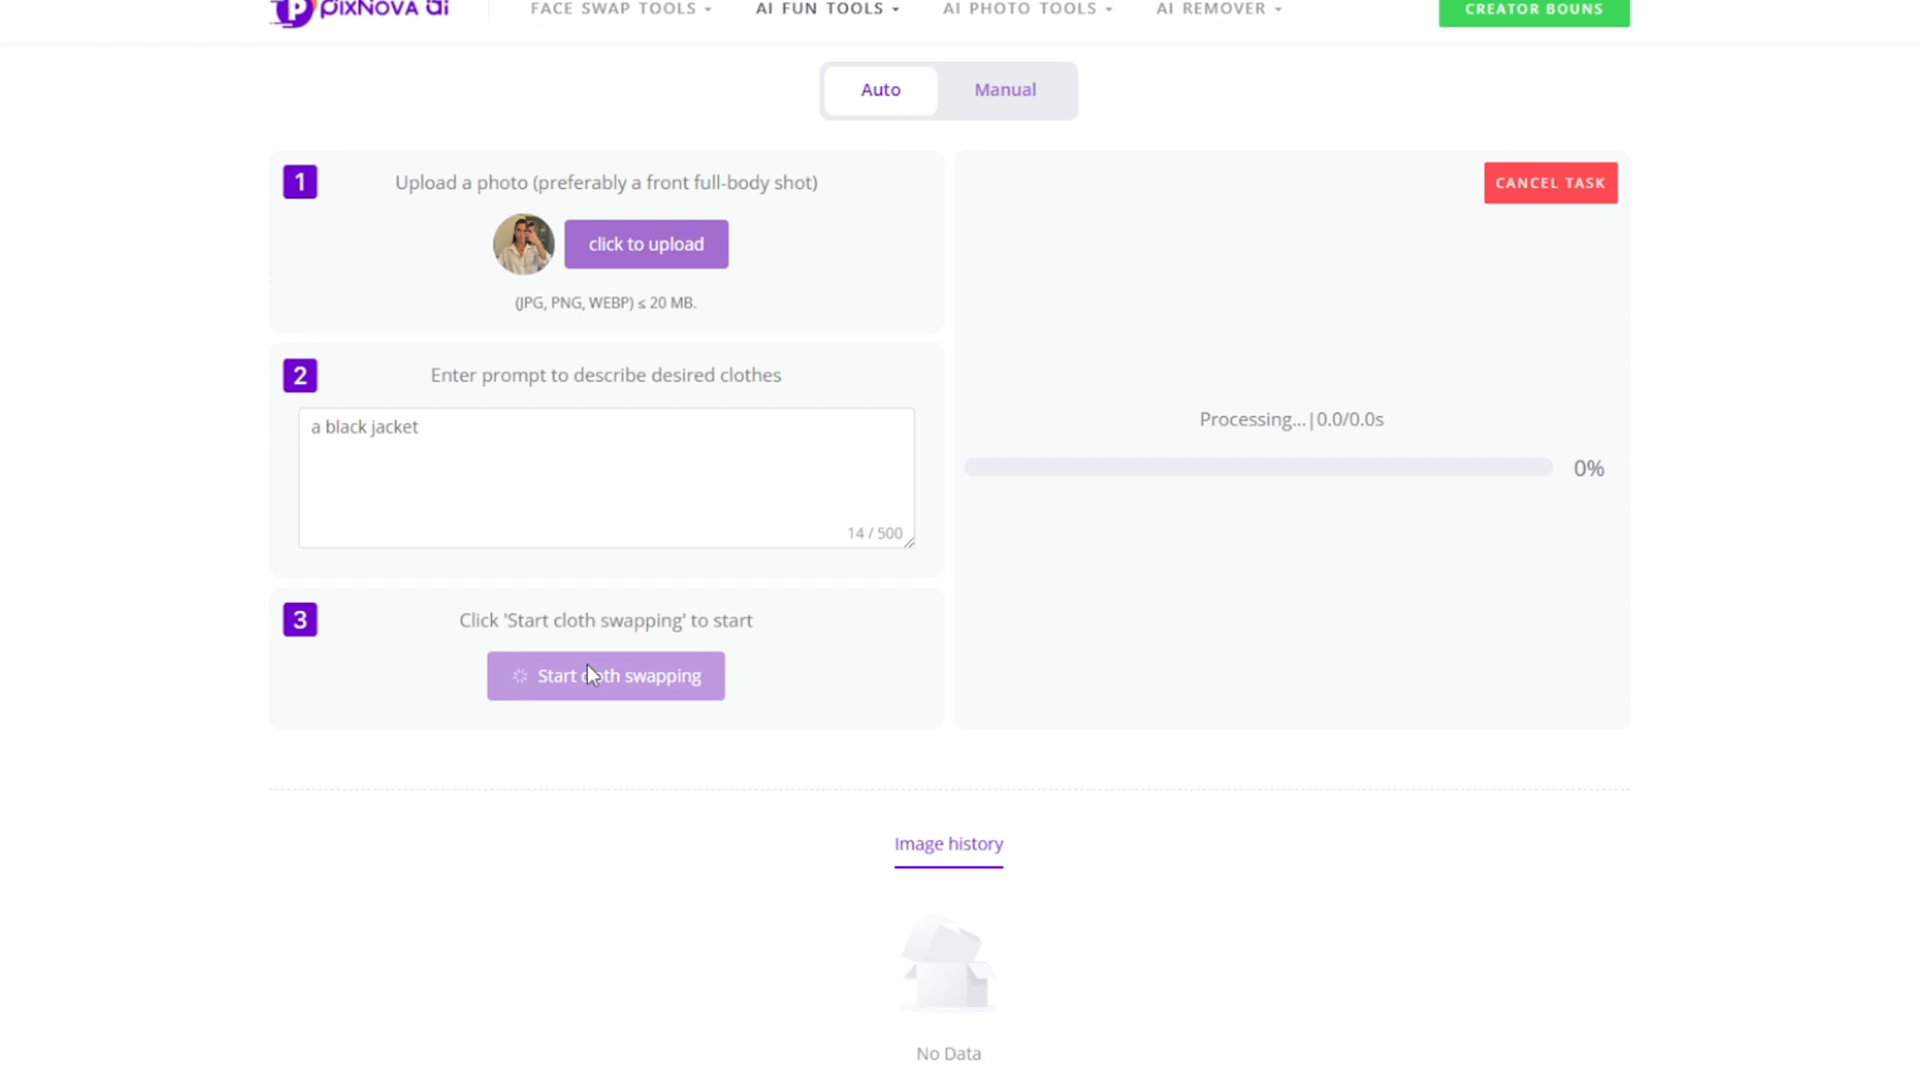 PIXNOVA Ai
FACE SWAP TOOLS
AI FUN TOOLS
AI PHOTO TOOLS
AI REMOVER
CREATOR BOUNS
Auto
Manual
1
Upload a photo (preferably a front full-body shot)
click to upload
(JPG, PNG, WEBP) ≤ 20 MB.
2
Enter prompt to describe desired clothes
a black jacket
14 / 500
3
Click 'Start cloth swapping' to start
Start cloth swapping
CANCEL TASK
Processing...|0.0/0.0s
0%
Image history
No Data